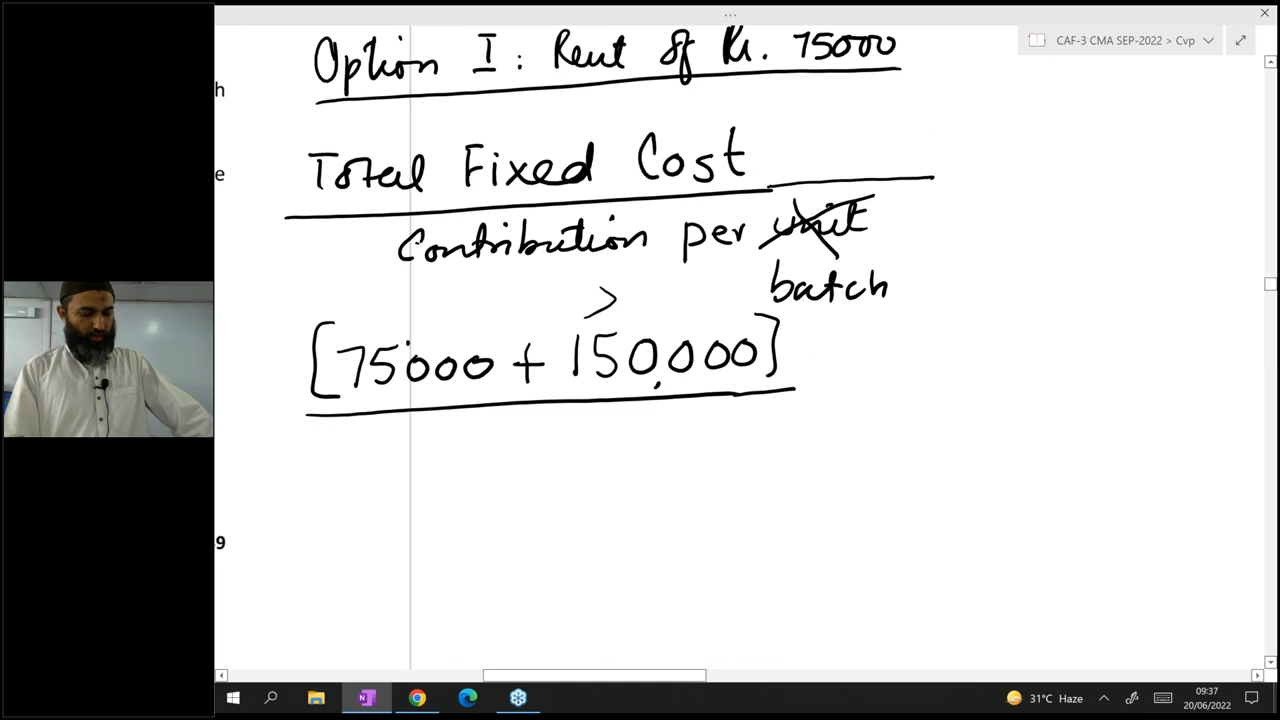 ...
CAF-3 CMA SEP-2022 > Cvp
Option I : Rent of Rs. 75000
h
Total Fixed Cost
e
Contribution per unit
batch
>
[75000 + 150,000]
9
31°C Haze
09:37
20/06/2022